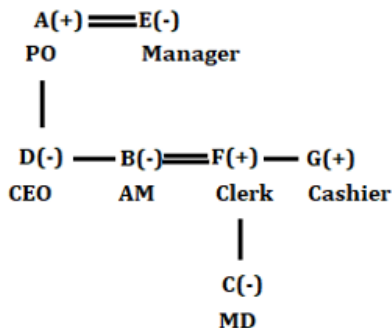 A(+) E(-)
PO Manager
D(-) B(-) F(+) G(+)
CEO AM Clerk Cashier
C(-)
MD